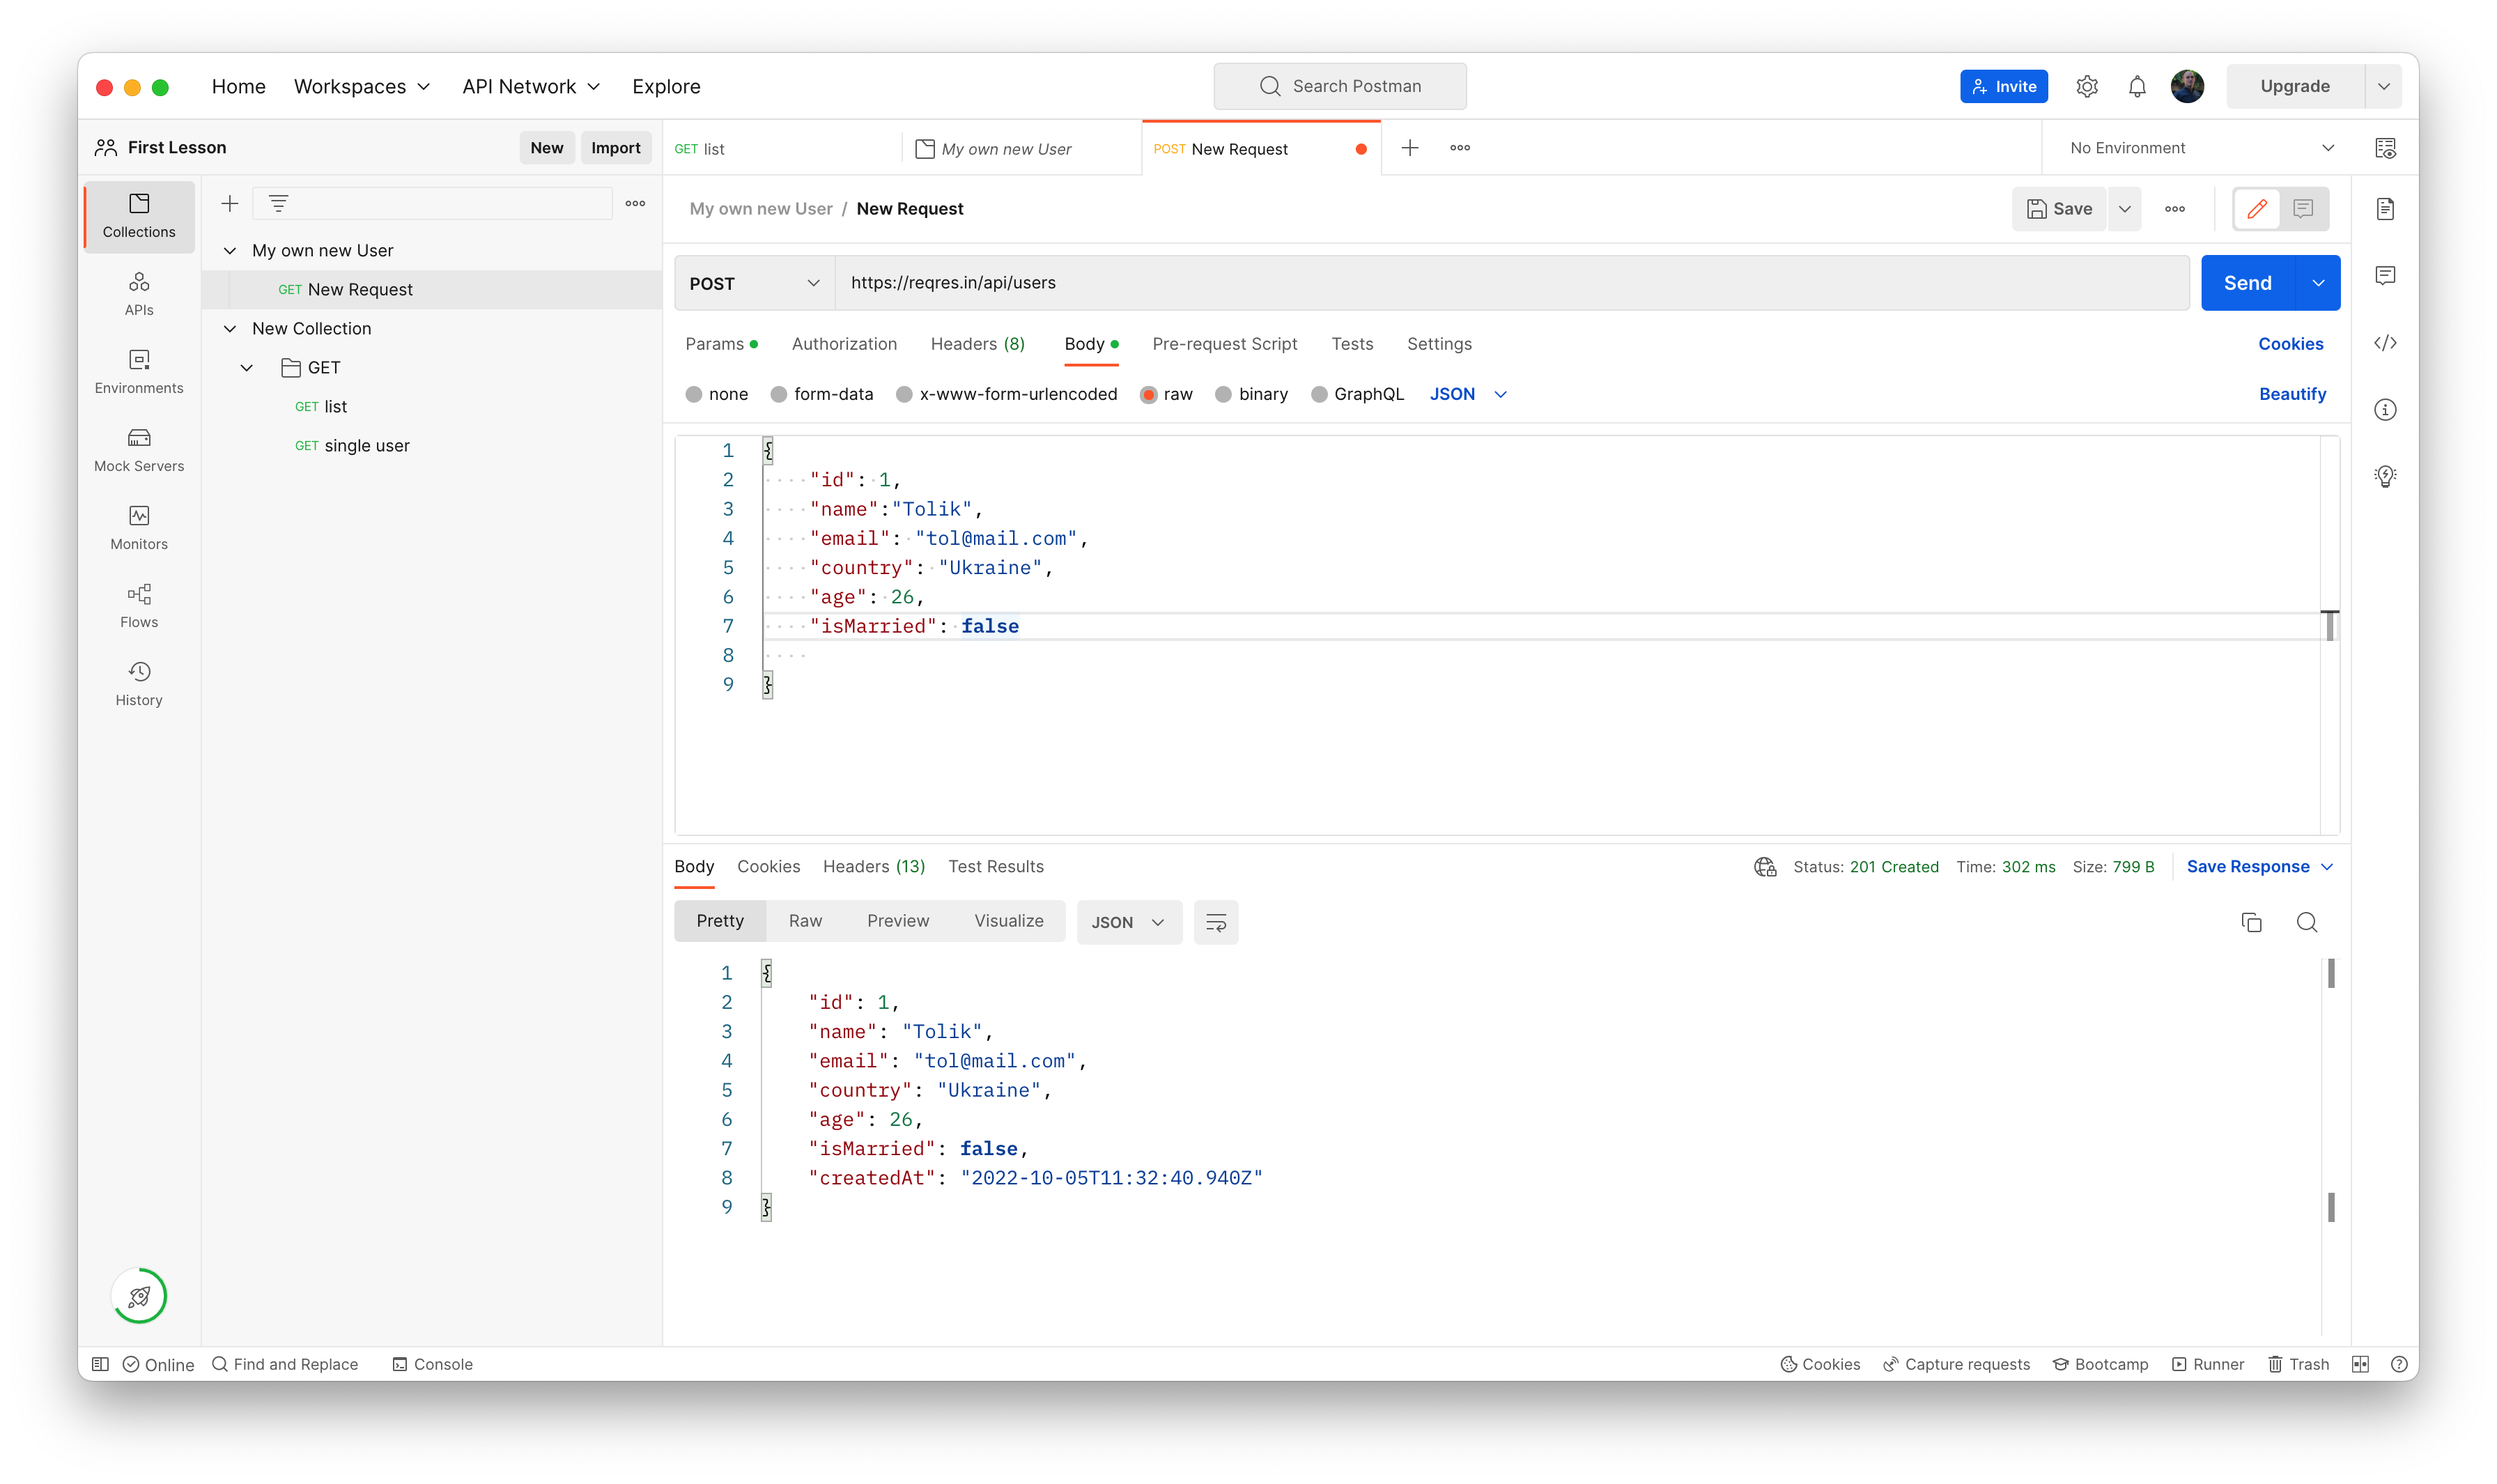 Home Workspaces API Network Explore Search Postman Invite Upgrade
First Lesson New Import GET list My own new User POST New Request No Environment
Collections
APIs
Environments
Mock Servers
Monitors
Flows
History
My own new User
GET New Request
New Collection
GET
GET list
GET single user
My own new User / New Request Save
POST https://reqres.in/api/users Send
Params Authorization Headers (8) Body Pre-request Script Tests Settings Cookies
none form-data x-www-form-urlencoded raw binary GraphQL JSON Beautify
1 {
2 "id": 1,
3 "name":"Tolik",
4 "email": "tol@mail.com",
5 "country": "Ukraine",
6 "age": 26,
7 "isMarried": false
8
9 }
Body Cookies Headers (13) Test Results Status: 201 Created Time: 302 ms Size: 799 B Save Response
Pretty Raw Preview Visualize JSON
1 {
2 "id": 1,
3 "name": "Tolik",
4 "email": "tol@mail.com",
5 "country": "Ukraine",
6 "age": 26,
7 "isMarried": false,
8 "createdAt": "2022-10-05T11:32:40.940Z"
9 }
Online Find and Replace Console Cookies Capture requests Bootcamp Runner Trash